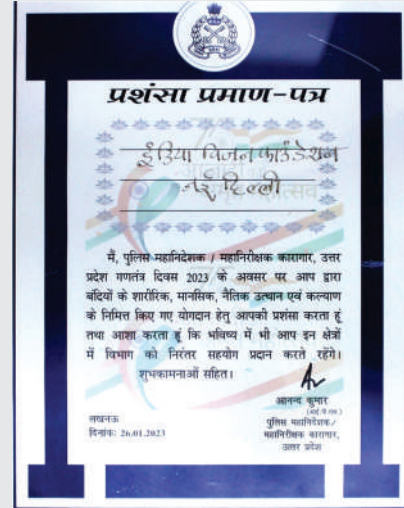 प्रशंसा प्रमाण-पत्र
इंडिया विजन फाउंडेशन
नई दिल्ली
मैं, पुलिस महानिदेशक / महानिरीक्षक कारागार, उत्तर
प्रदेश गणतंत्र दिवस 2023 के अवसर पर आप द्वारा
बंदियों के शारीरिक, मानसिक, नैतिक उत्थान एवं कल्याण
के निमित्त किए गए योगदान हेतु आपकी प्रशंसा करता हूं
तथा आशा करता हूं कि भविष्य में भी आप इन क्षेत्रों
में विभाग को निरंतर सहयोग प्रदान करते रहेंगे।
शुभकामनाओं सहित।
आनन्द कुमार
(आई.पी.एस.)
लखनऊ
दिनांकः 26.01.2023
पुलिस महानिदेशक/
महानिरीक्षक कारागार,
उत्तर प्रदेश